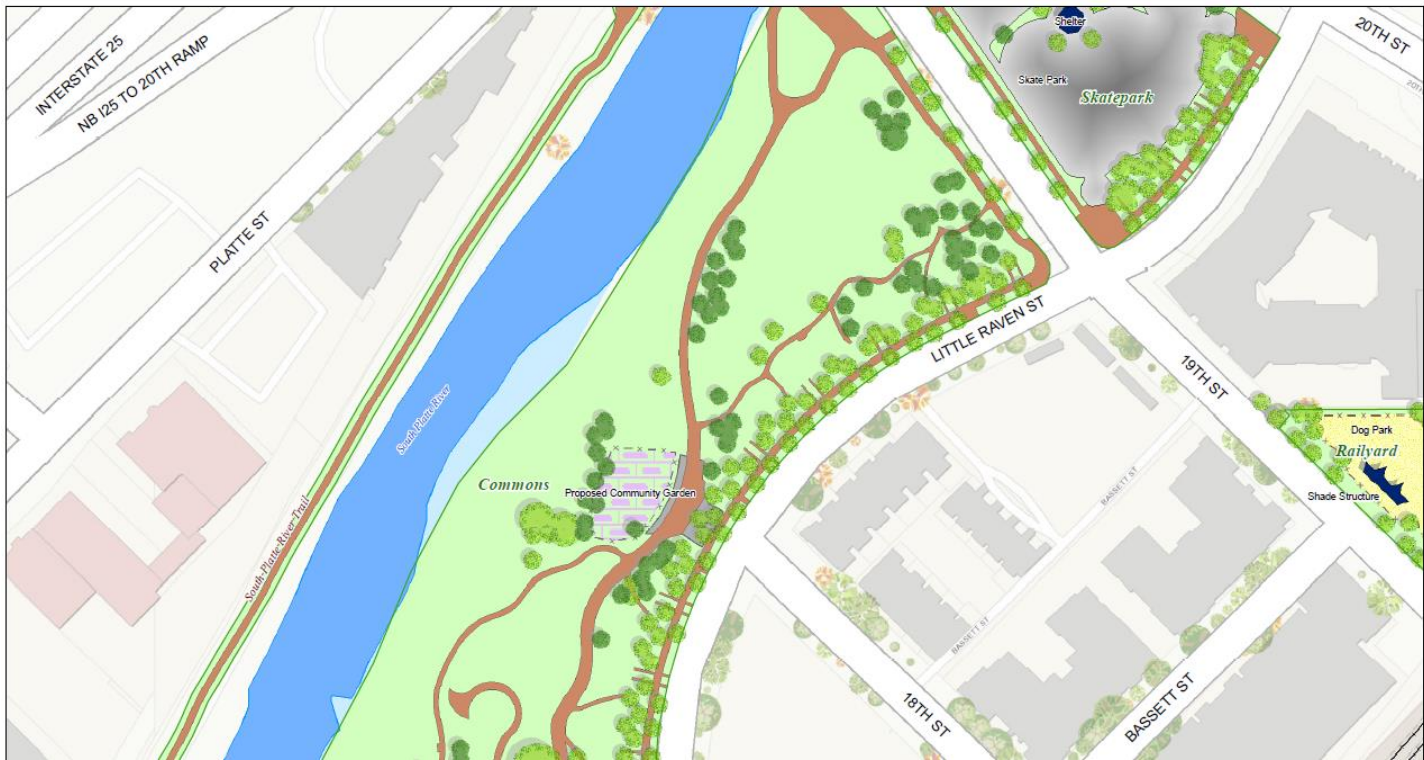 Shelter
20TH ST
INTERSTATE 25
NB I25 TO 20TH RAMP
Skate Park
Skatepark
PLATTE ST
LITTLE RAVEN ST
19TH ST
South Platte River
Dog Park
Railyard
Shade Structure
Commons
Proposed Community Garden
BASSETT ST
South Platte River Trail
BASSETT ST
18TH ST
BASSETT ST